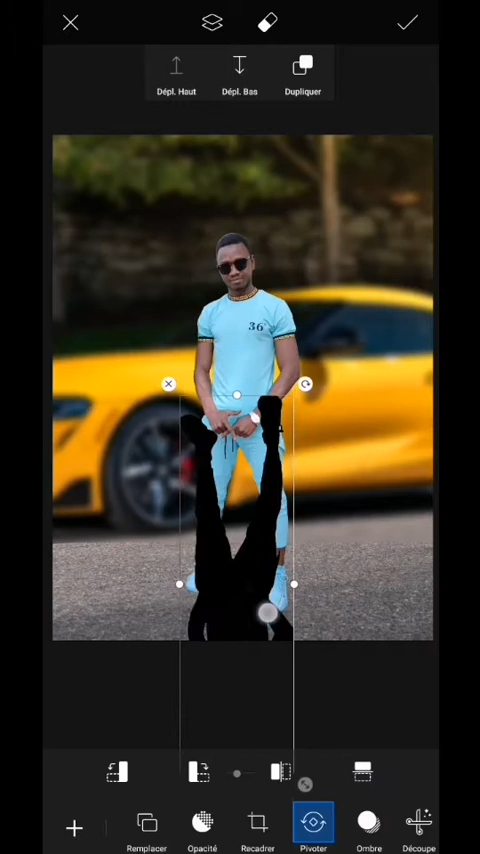 Dépl. Haut
Dépl. Bas
Dupliquer
36
Remplacer
Opacité
Recadrer
Pivoter
Ombre
Découpe